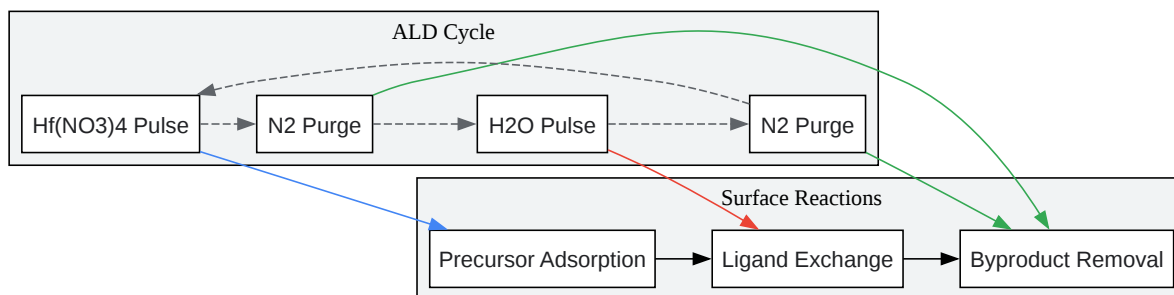 ALD Cycle
Hf(NO3)4 Pulse
N2 Purge
H2O Pulse
N2 Purge
Surface Reactions
Precursor Adsorption
Ligand Exchange
Byproduct Removal